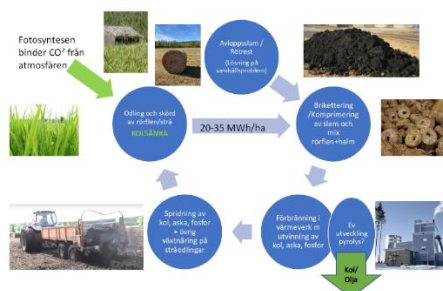 Fotosyntesen
binder CO² från
atmosfären
Avloppsslam /
Rötrest
(Lösning på
samhällsproblem)
Odling och skörd
av rörflen/strå
KOLSÄNKA
20-35 MWh/ha
Brikettering
/Komprimering
av slam och
mix
rörflen+halm
Förbränning i
värmeverk m
utvinning av
kol, aska, fosfor
Ev
utveckling
pyrolys?
Kol/
Olja
Spridning av
kol, aska, fosfor
+ övrig
växtnäring på
stråodlingar